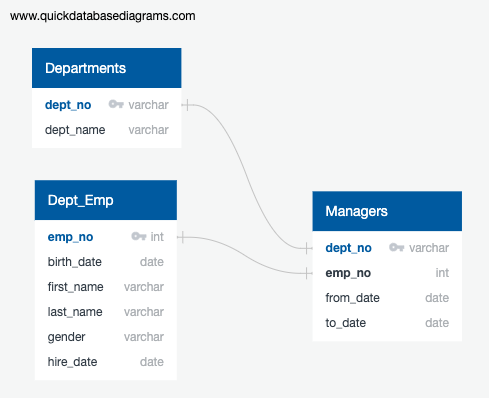 www.quickdatabasediagrams.com
Departments
dept_no varchar
dept_name varchar
Dept_Emp
emp_no int
birth_date date
first_name varchar
last_name varchar
gender varchar
hire_date date
Managers
dept_no varchar
emp_no int
from_date date
to_date date